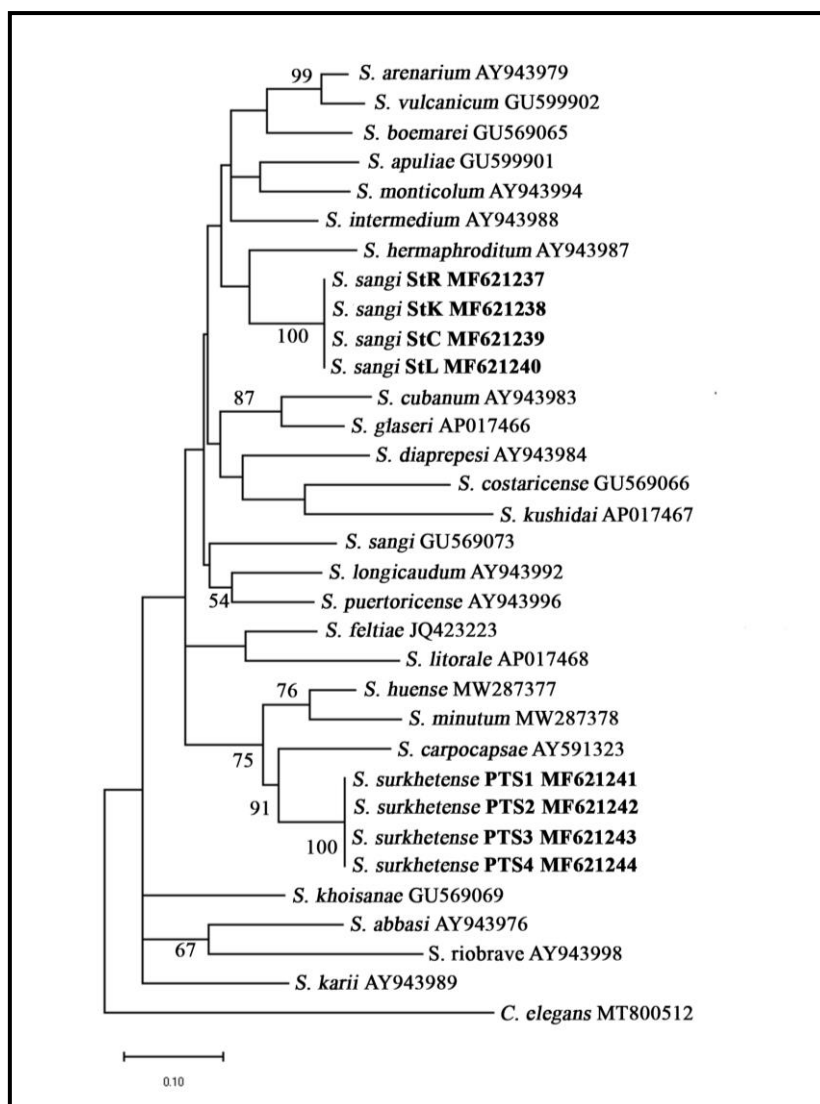 99
S. arenarium AY943979
S. vulcanicum GU599902
S. boemarei GU569065
S. apuliae GU599901
S. monticolum AY943994
S. intermedium AY943988
S. hermaphroditum AY943987
S. sangi StR MF621237
S. sangi StK MF621238
S. sangi StC MF621239
100
S. sangi StL MF621240
87
S. cubanum AY943983
S. glaseri AP017466
S. diaprepesi AY943984
S. costaricense GU569066
S. kushidai AP017467
S. sangi GU569073
S. longicaudum AY943992
54
S. puertoricense AY943996
S. feltiae JQ423223
S. litorale AP017468
76
S. huense MW287377
S. minutum MW287378
75
S. carpocapsae AY591323
S. surkhetense PTS1 MF621241
91
S. surkhetense PTS2 MF621242
S. surkhetense PTS3 MF621243
100
S. surkhetense PTS4 MF621244
S. khoisanae GU569069
S. abbasi AY943976
67
S. riobrave AY943998
S. karii AY943989
C. elegans MT800512
0.10